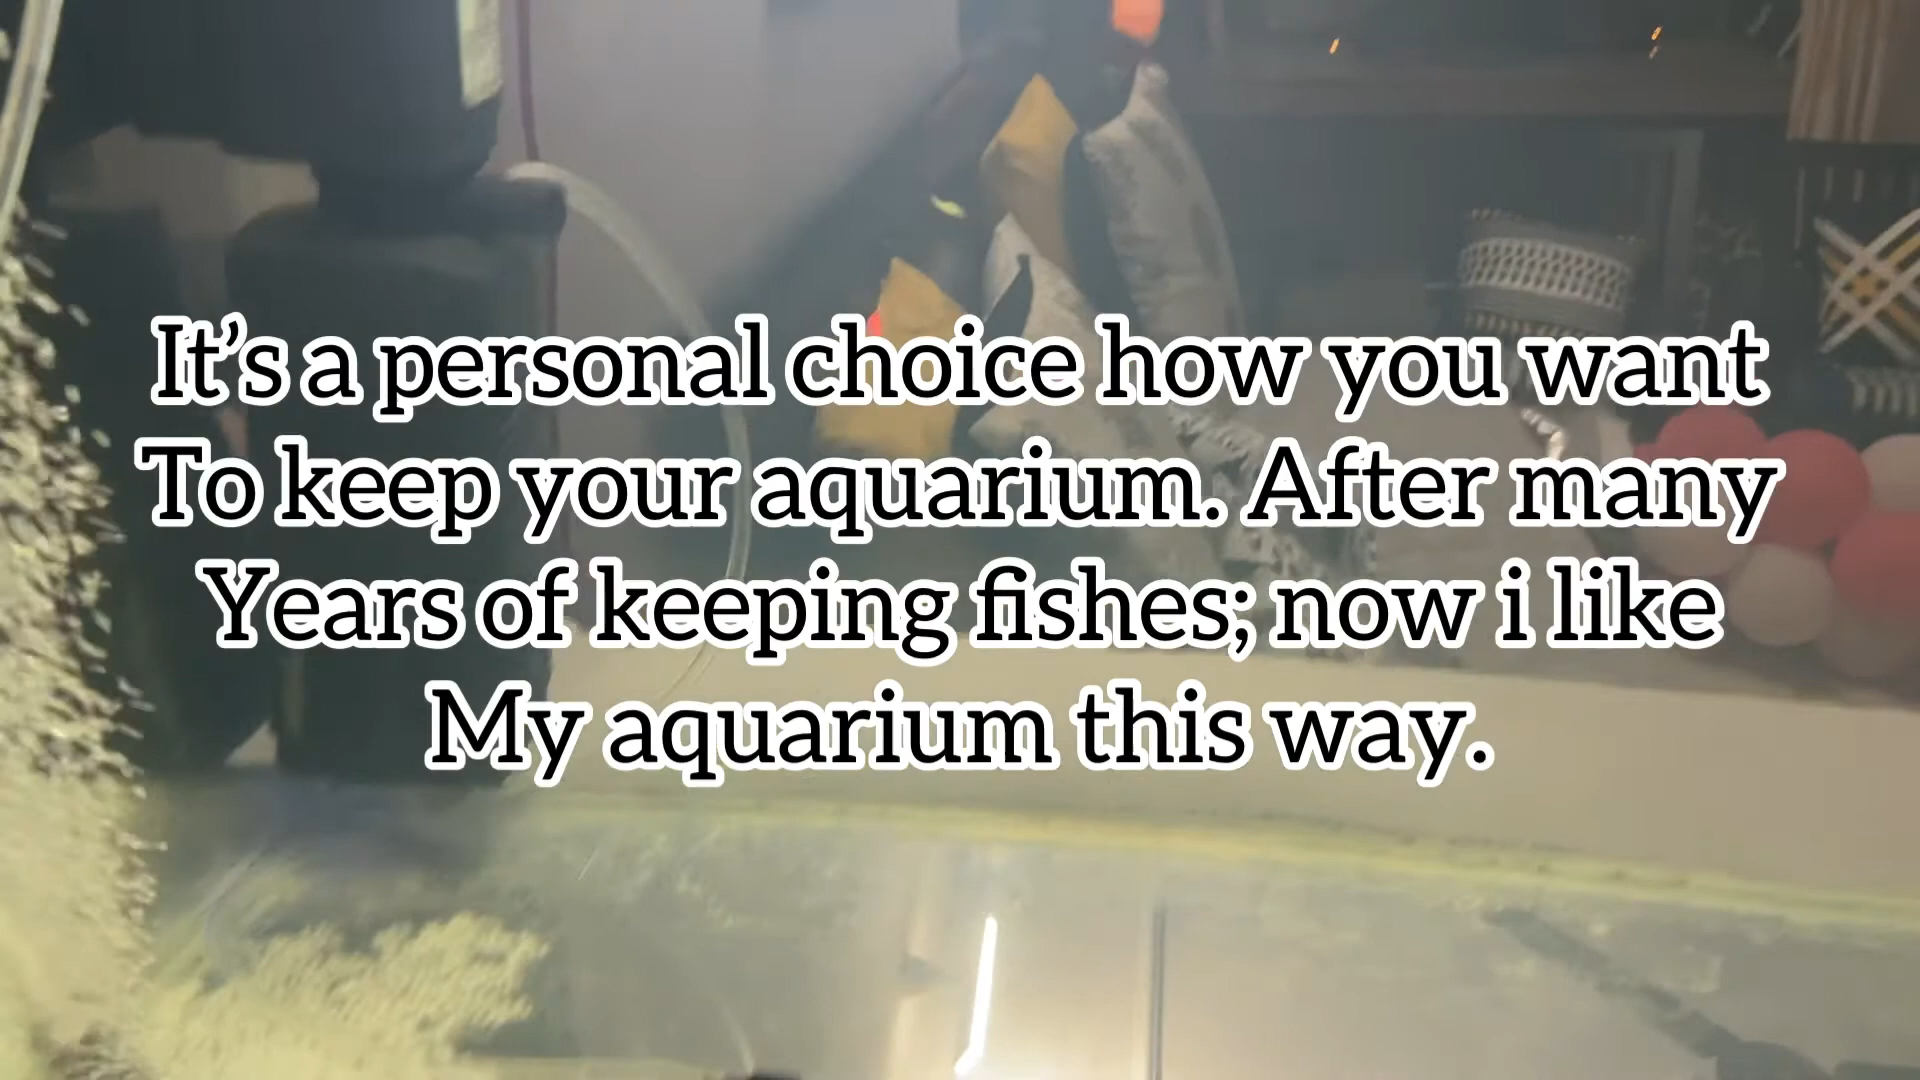 It’s a personal choice how you want
To keep your aquarium. After many
Years of keeping fishes; now i like
My aquarium this way.